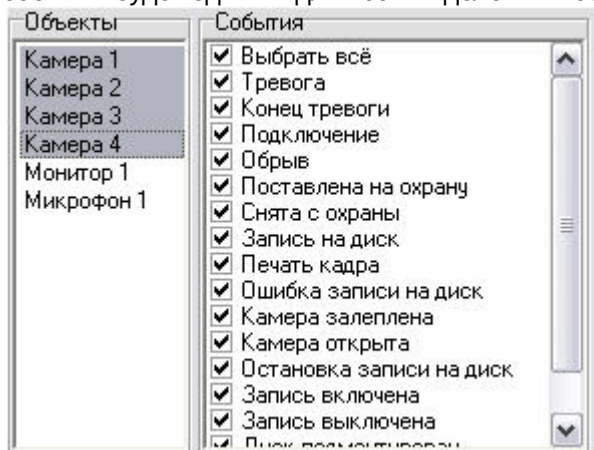 Объекты
Камера 1
Камера 2
Камера 3
Камера 4
Монитор 1
Микрофон 1
События
Выбрать всё
Тревога
Конец тревоги
Подключение
Обрыв
Поставлена на охрану
Снята с охраны
Запись на диск
Печать кадра
Ошибка записи на диск
Камера залеплена
Камера открыта
Остановка записи на диск
Запись включена
Запись выключена